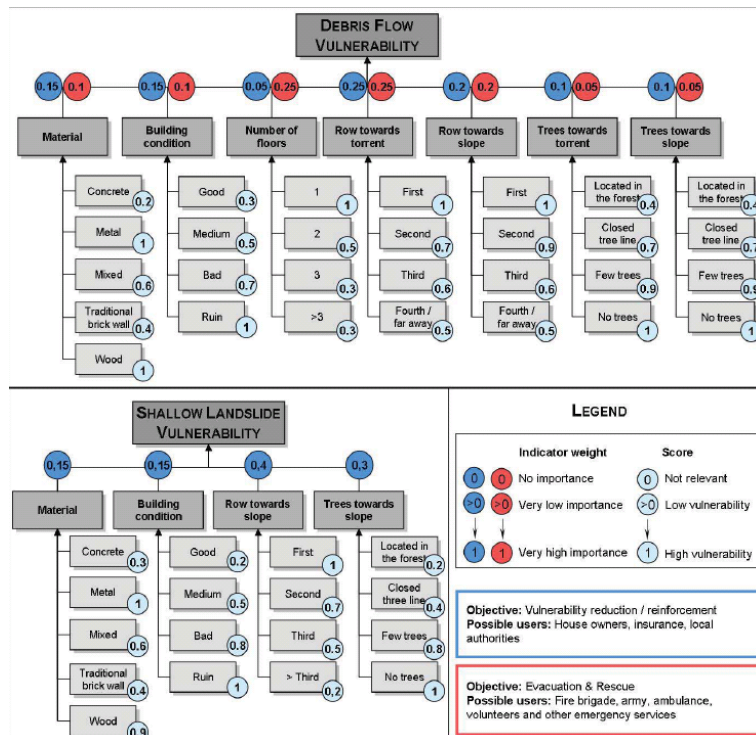 DEBRIS FLOW
VULNERABILITY
0.15 0.1 0.15 0.1 0.05 0.25 0.25 0.25 0.2 0.2 0.1 0.05 0.1 0.05
Material
Building
condition
Number of
floors
Row towards
torrent
Row towards
slope
Trees towards
torrent
Trees towards
slope
Concrete 0.2
Metal 1
Mixed 0.6
Traditional
brick wall 0.4
Wood 1
Good 0.3
Medium 0.5
Bad 0.7
Ruin 1
1 1
2 0.5
3 0.3
>3 0.3
First 1
Second 0.7
Third 0.6
Fourth /
far away 0.5
First 1
Second 0.9
Third 0.6
Fourth /
far away 0.5
Located in
the forest 0.4
Closed
tree line 0.7
Few trees 0.9
No trees 1
Located in
the forest 0.4
Closed
tree line 0.7
Few trees 0.9
No trees 1
SHALLOW LANDSLIDE
VULNERABILITY
0,15 0,15 0,4 0,3
Material
Building
condition
Row towards
slope
Trees towards
slope
Concrete 0.3
Metal 1
Mixed 0.6
Traditional
brick wall 0.4
Wood 0.9
Good 0.2
Medium 0.5
Bad 0.8
Ruin 1
First 1
Second 0.7
Third 0.5
> Third 0,2
Located in
the forest 0.2
Closed
three line 0.4
Few trees 0.8
No trees 1
LEGEND
Indicator weight Score
0 0 No importance 0 Not relevant
>0 >0 Very low importance >0 Low vulnerability
1 1 Very high importance 1 High vulnerability
Objective: Vulnerability reduction / reinforcement
Possible users: House owners, insurance, local
authorities
Objective: Evacuation & Rescue
Possible users: Fire brigade, army, ambulance,
volunteers and other emergency services